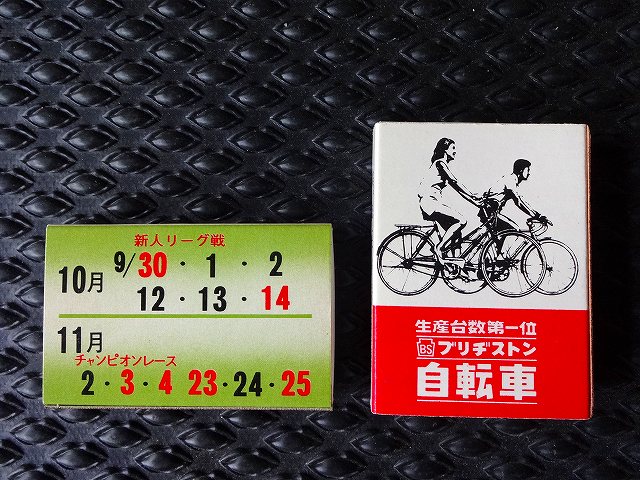 新人リーグ戦
10月 9/30・1・2
12・13・14
11月
チャンピオンレース
2・3・4 23・24・25
生産台数第一位
BS ブリヂストン
自転車